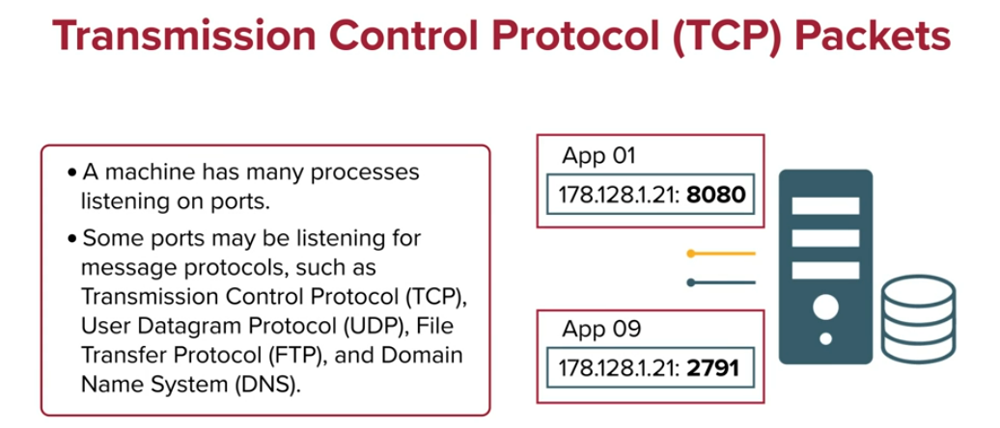 Transmission Control Protocol (TCP) Packets
• A machine has many processes
listening on ports.
• Some ports may be listening for
message protocols, such as
Transmission Control Protocol (TCP),
User Datagram Protocol (UDP), File
Transfer Protocol (FTP), and Domain
Name System (DNS).
App 01
178.128.1.21: 8080
App 09
178.128.1.21: 2791